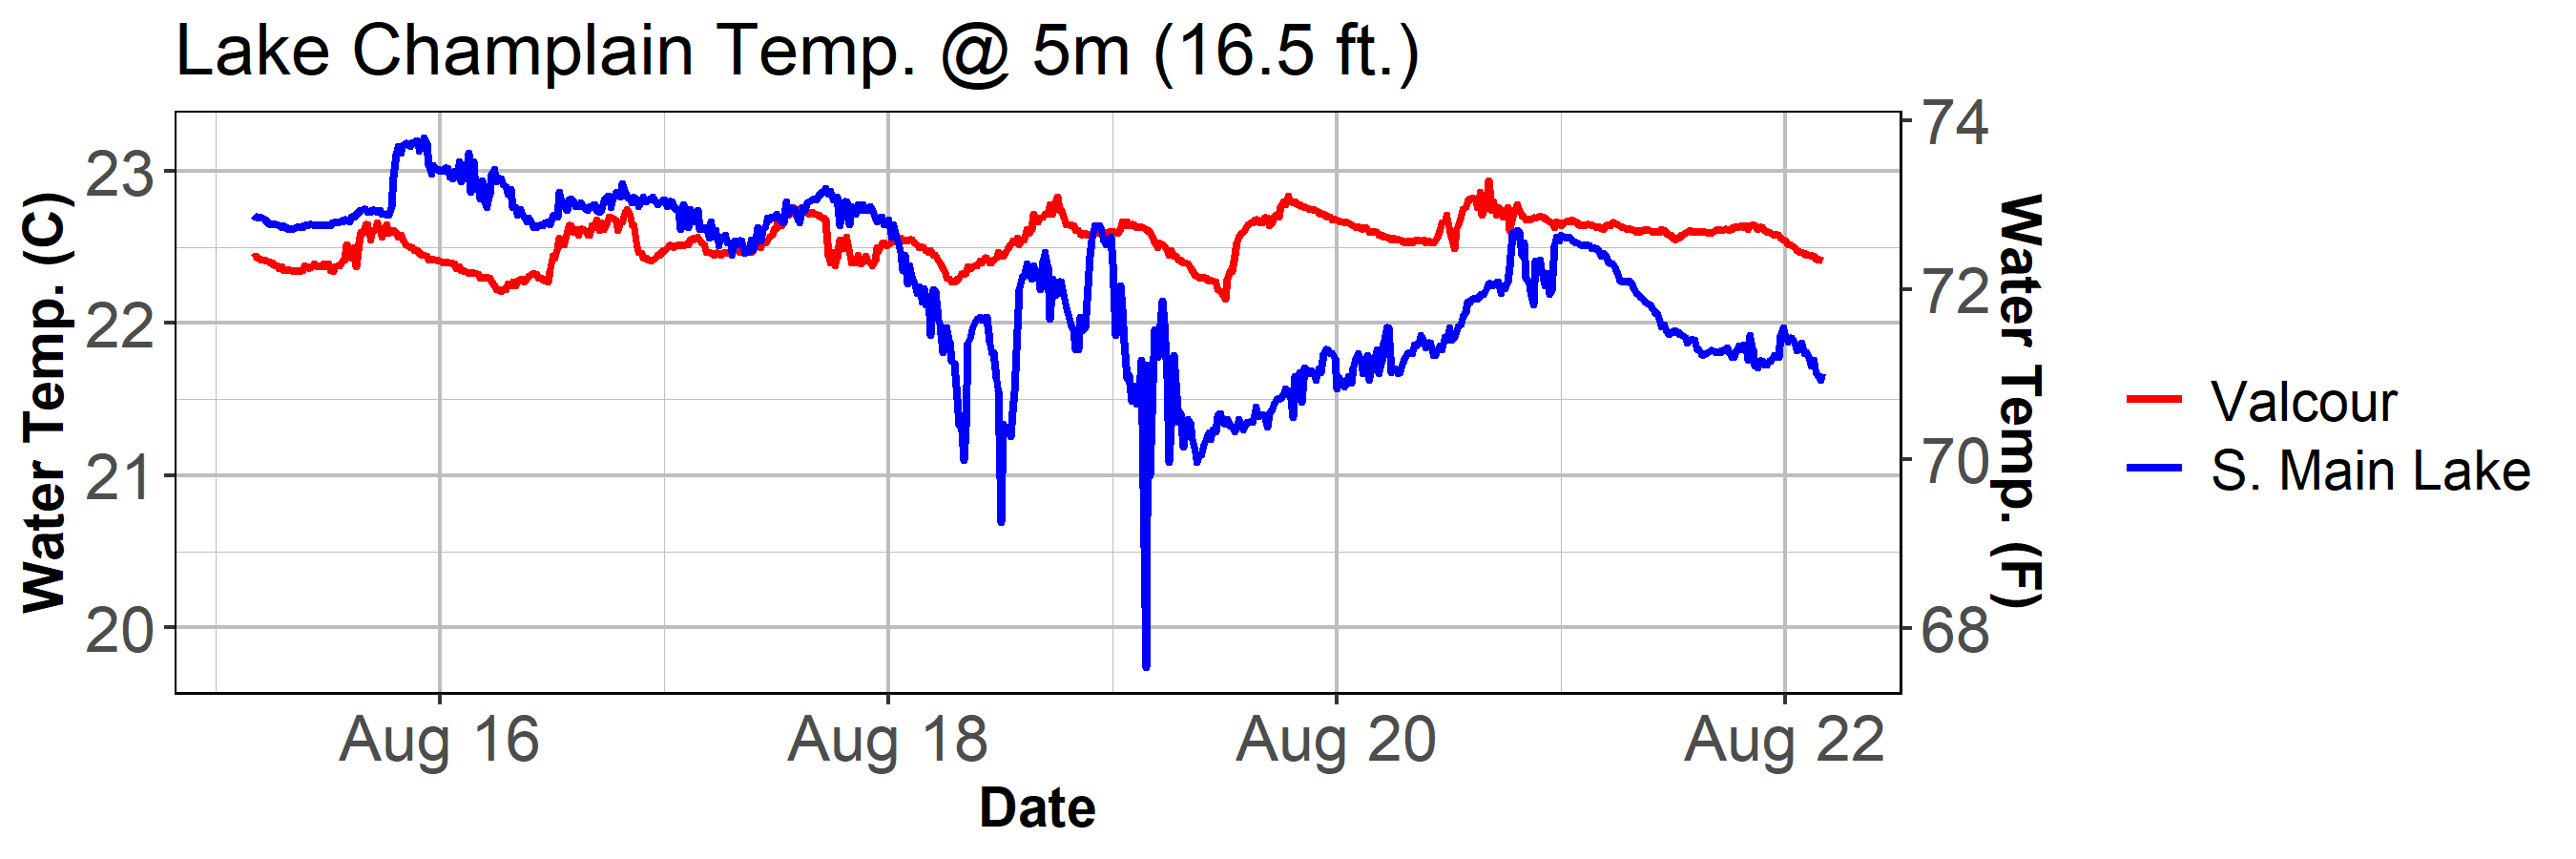 Lake Champlain Temp. @ 5m (16.5 ft.)
Water Temp. (C)
23
22
21
20
74
72
70
68
Water Temp. (F)
Aug 16
Aug 18
Aug 20
Aug 22
Date
Valcour
S. Main Lake